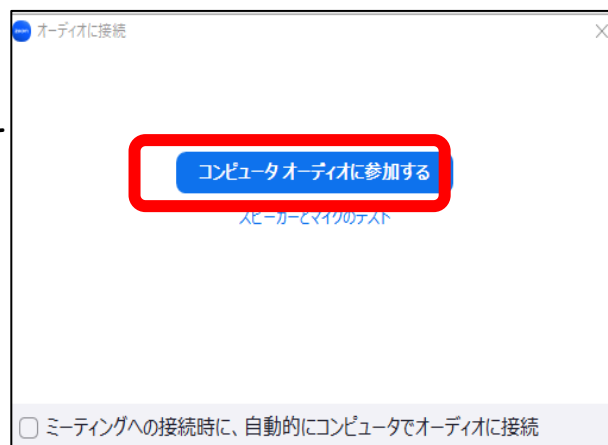 オーディオに接続
コンピュータ オーディオに参加する
スピーカーとマイクのテスト
ミーティングへの接続時に、自動的にコンピュータでオーディオに接続